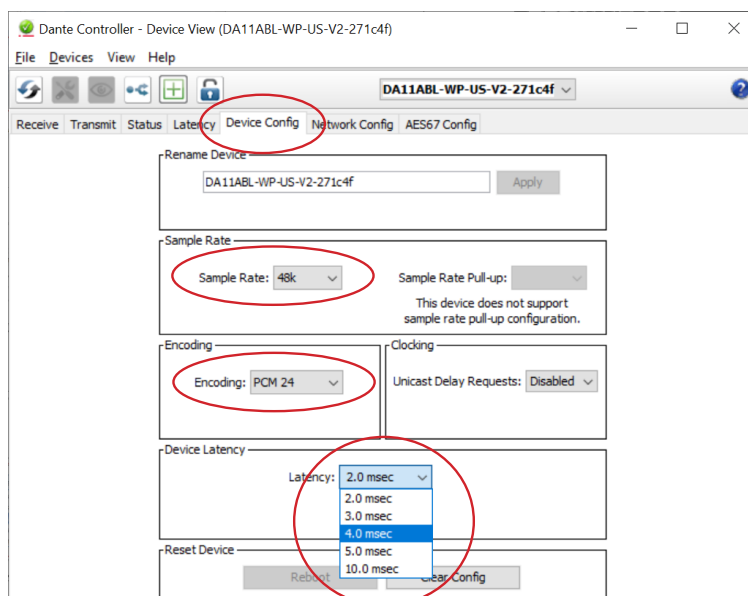 Dante Controller - Device View (DA11ABL-WP-US-V2-271c4f)
File Devices View Help
DA11ABL-WP-US-V2-271c4f
Receive Transmit Status Latency Device Config Network Config AES67 Config
Rename Device
DA11ABL-WP-US-V2-271c4f Apply
Sample Rate
Sample Rate: 48k Sample Rate Pull-up:
This device does not support
sample rate pull-up configuration.
Encoding Clocking
Encoding: PCM 24 Unicast Delay Requests: Disabled
Device Latency
Latency: 2.0 msec
2.0 msec
3.0 msec
4.0 msec
5.0 msec
10.0 msec
Reset Device
Reboot Clear Config